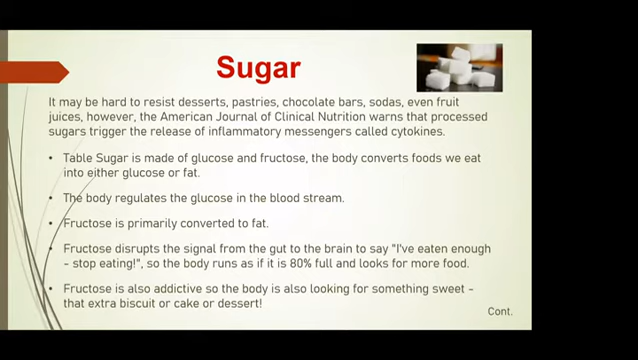 Sugar
It may be hard to resist desserts, pastries, chocolate bars, sodas, even fruit
juices, however, the American Journal of Clinical Nutrition warns that processed
sugars trigger the release of inflammatory messengers called cytokines.
• Table Sugar is made of glucose and fructose, the body converts foods we eat
into either glucose or fat.
• The body regulates the glucose in the blood stream.
• Fructose is primarily converted to fat.
• Fructose disrupts the signal from the gut to the brain to say "I've eaten enough
– stop eating!", so the body runs as if it is 80% full and looks for more food.
• Fructose is also addictive so the body is also looking for something sweet –
that extra biscuit or cake or dessert!
Cont.